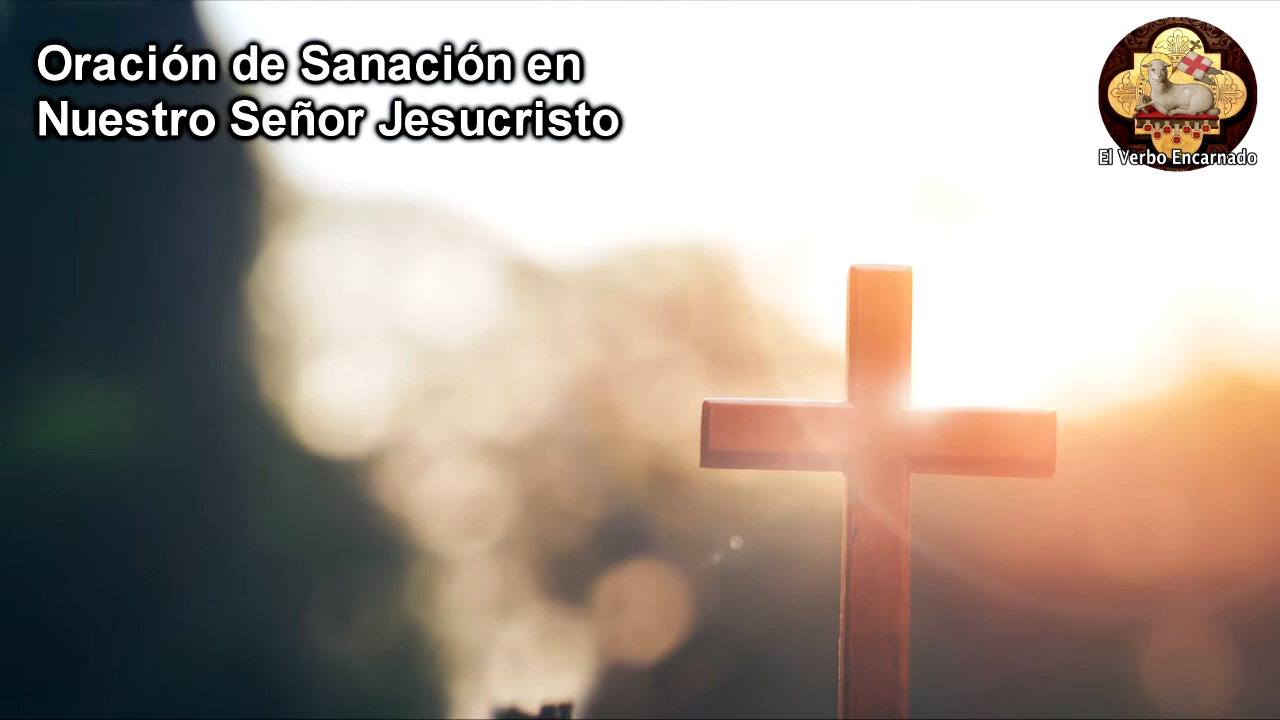 Oración de Sanación en
Nuestro Señor Jesucristo
El Verbo Encarnado